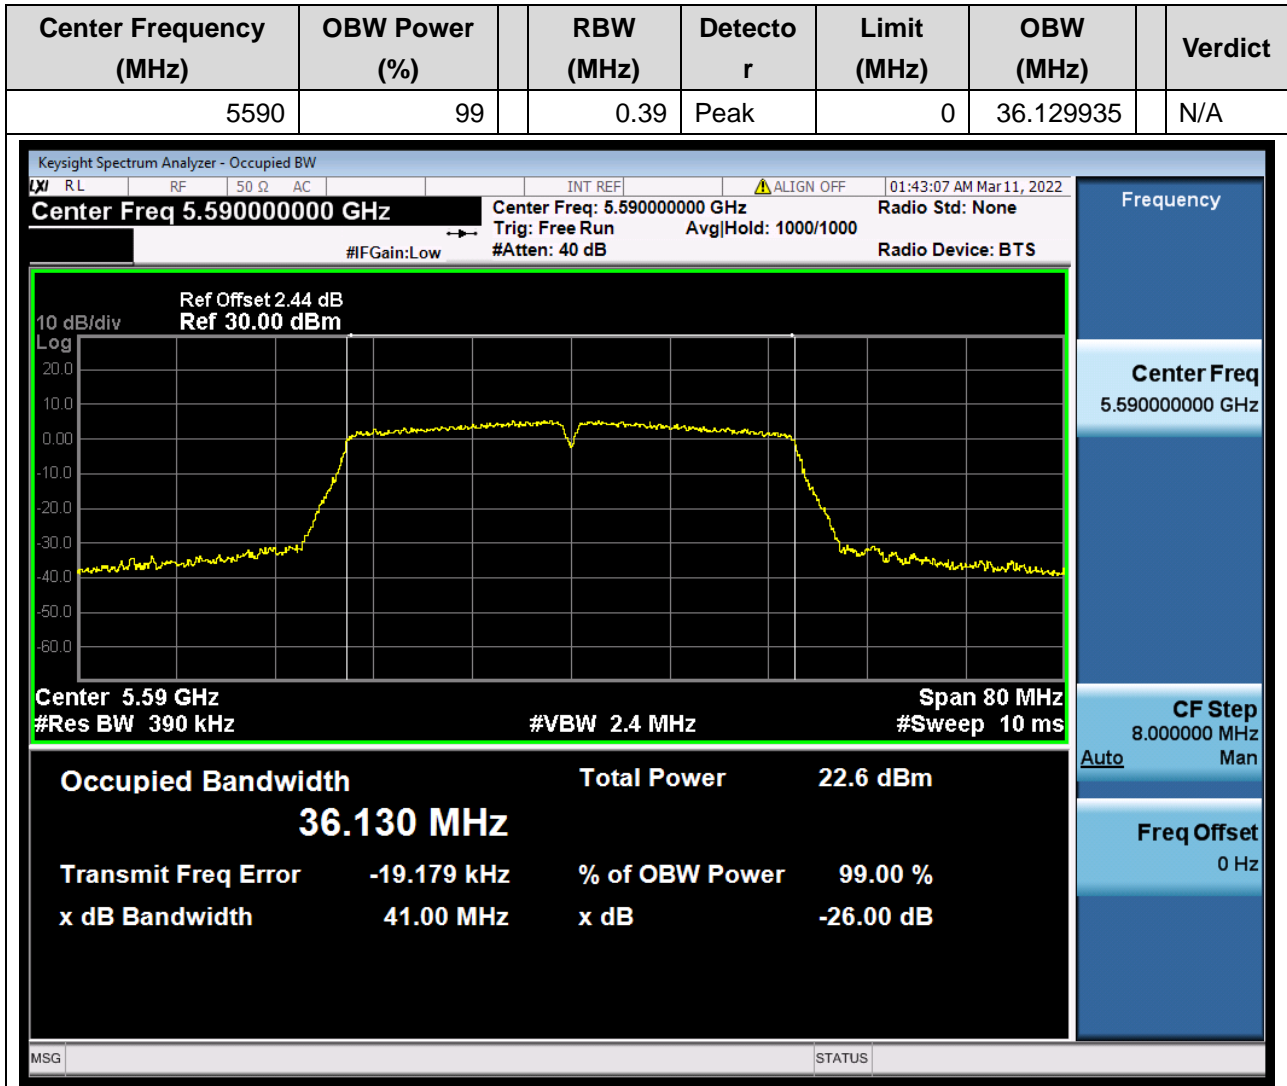 Center Frequency (MHz) OBW Power (%) RBW (MHz) Detector Limit (MHz) OBW (MHz) Verdict
5590 99 0.39 Peak 0 36.129935 N/A
Keysight Spectrum Analyzer - Occupied BW
LXI RL RF 50 Ω AC INT REF ALIGN OFF 01:43:07 AM Mar 11, 2022
Center Freq 5.590000000 GHz
Center Freq: 5.590000000 GHz
Radio Std: None
Trig: Free Run Avg|Hold: 1000/1000
#IFGain:Low #Atten: 40 dB Radio Device: BTS
Ref Offset 2.44 dB
10 dB/div Ref 30.00 dBm
Log
20.0
10.0
0.00
-10.0
-20.0
-30.0
-40.0
-50.0
-60.0
Center 5.59 GHz Span 80 MHz
#Res BW 390 kHz #VBW 2.4 MHz #Sweep 10 ms
Occupied Bandwidth Total Power 22.6 dBm
36.130 MHz
Transmit Freq Error -19.179 kHz % of OBW Power 99.00 %
x dB Bandwidth 41.00 MHz x dB -26.00 dB
Frequency
Center Freq
5.590000000 GHz
CF Step
8.000000 MHz
Auto Man
Freq Offset
0 Hz
MSG STATUS